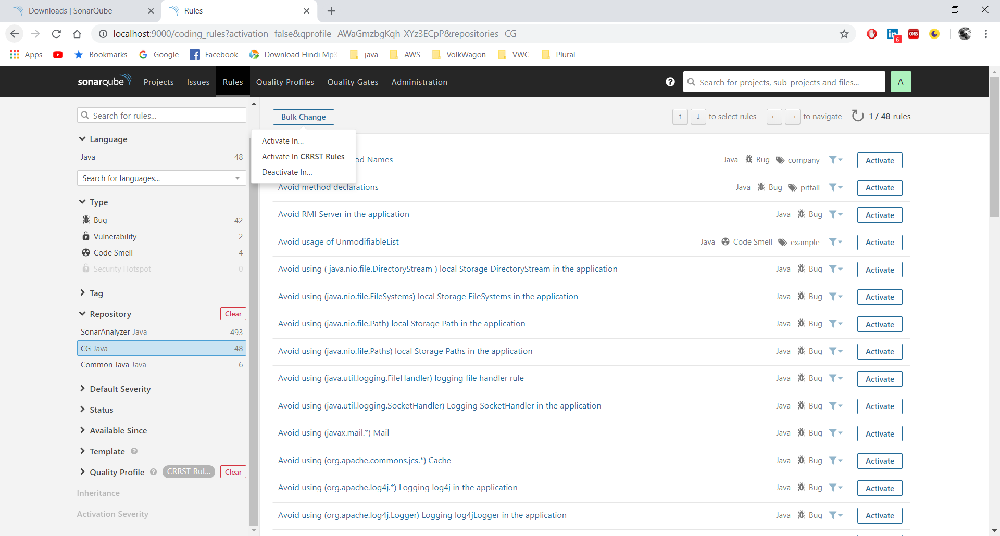 Downloads | SonarQube
Rules
localhost:9000/coding_rules?activation=false&qprofile=AWaGmzbgKqh-XYz3ECpP&repositories=CG
CORS
6
Apps
Bookmarks
Google
Facebook
Download Hindi Mp3
java
AWS
VolkWagon
VWC
Plural
sonarqube
Projects
Issues
Rules
Quality Profiles
Quality Gates
Administration
?
Search for projects, sub-projects and files...
A
Search for rules...
Language
Java 48
Search for languages...
Type
Bug 42
Vulnerability 2
Code Smell 4
Security Hotspot 0
Tag
Repository Clear
SonarAnalyzer Java 493
CG Java 48
Common Java Java 6
Default Severity
Status
Available Since
Template ?
Quality Profile ? CRRST Rul... Clear
Inheritance
Activation Severity
Bulk Change
↑ ↓ to select rules ← → to navigate 1 / 48 rules
Activate In...
Activate In CRRST Rules
Deactivate In...
od Names Java Bug company Activate
Avoid method declarations Java Bug pitfall Activate
Avoid RMI Server in the application Java Bug Activate
Avoid usage of UnmodifiableList Java Code Smell example Activate
Avoid using ( java.nio.file.DirectoryStream ) local Storage DirectoryStream in the application Java Bug Activate
Avoid using (java.nio.file.FileSystems) local Storage FileSystems in the application Java Bug Activate
Avoid using (java.nio.file.Path) local Storage Path in the application Java Bug Activate
Avoid using (java.nio.file.Paths) local Storage Paths in the application Java Bug Activate
Avoid using (java.util.logging.FileHandler) logging file handler rule Java Bug Activate
Avoid using (java.util.logging.SocketHandler) Logging SocketHandler in the application Java Bug Activate
Avoid using (javax.mail.*) Mail Java Bug Activate
Avoid using (org.apache.commons.jcs.*) Cache Java Bug Activate
Avoid using (org.apache.log4j.*) Logging log4j in the application Java Bug Activate
Avoid using (org.apache.log4j.Logger) Logging log4jLogger in the application Java Bug Activate